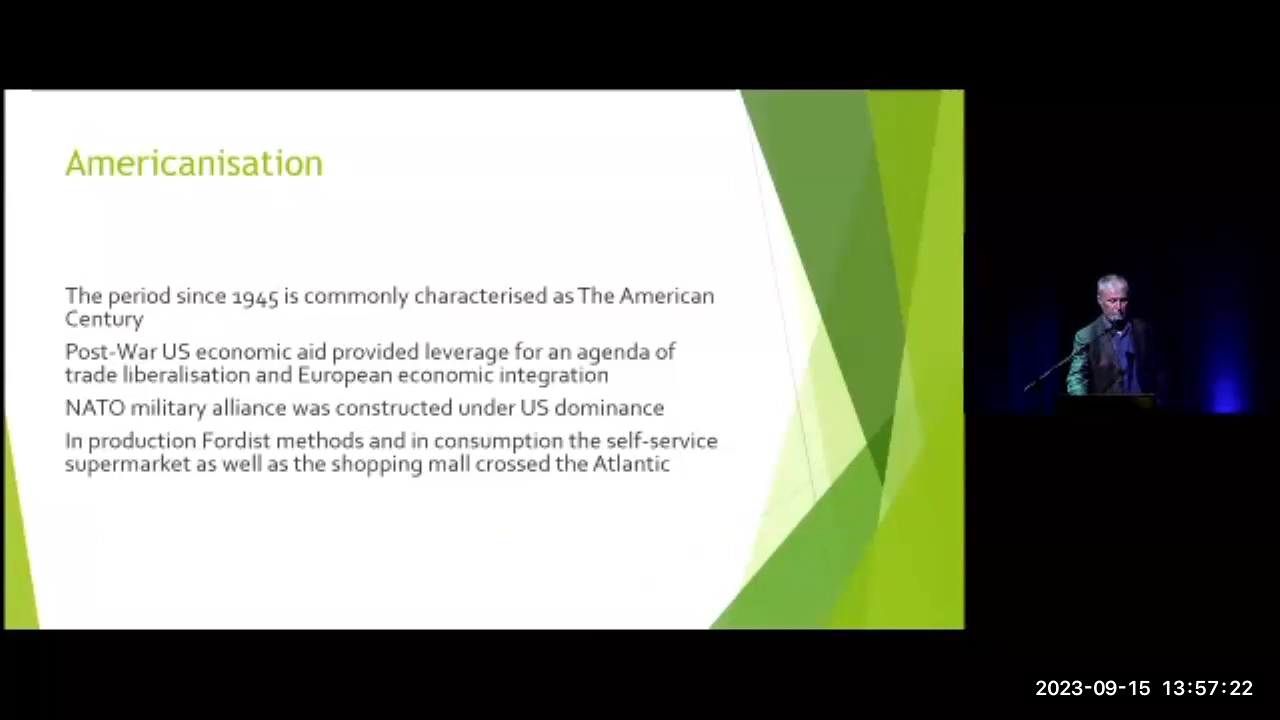 Americanisation
The period since 1945 is commonly characterised as The American
Century
Post-War US economic aid provided leverage for an agenda of
trade liberalisation and European economic integration
NATO military alliance was constructed under US dominance
In production Fordist methods and in consumption the self-service
supermarket as well as the shopping mall crossed the Atlantic
2023-09-15 13:57:22